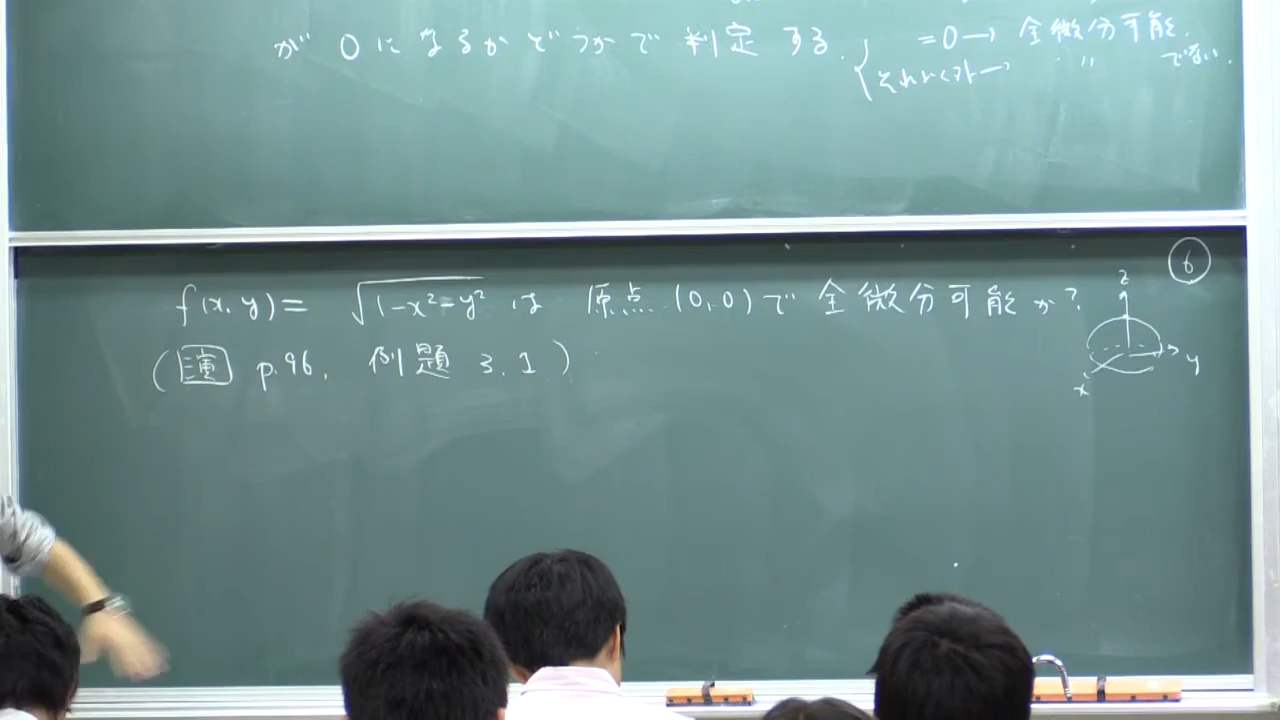 が 0 になるかどうかで 判定 する. { =0→ 全微分可能.
それ以外→ 〃 でない.
⑥
f(x,y)= √(1-x²-y²) は 原点 (0,0)で 全微分可能か?
(演 p.96, 例題 3.1)
z
y
x